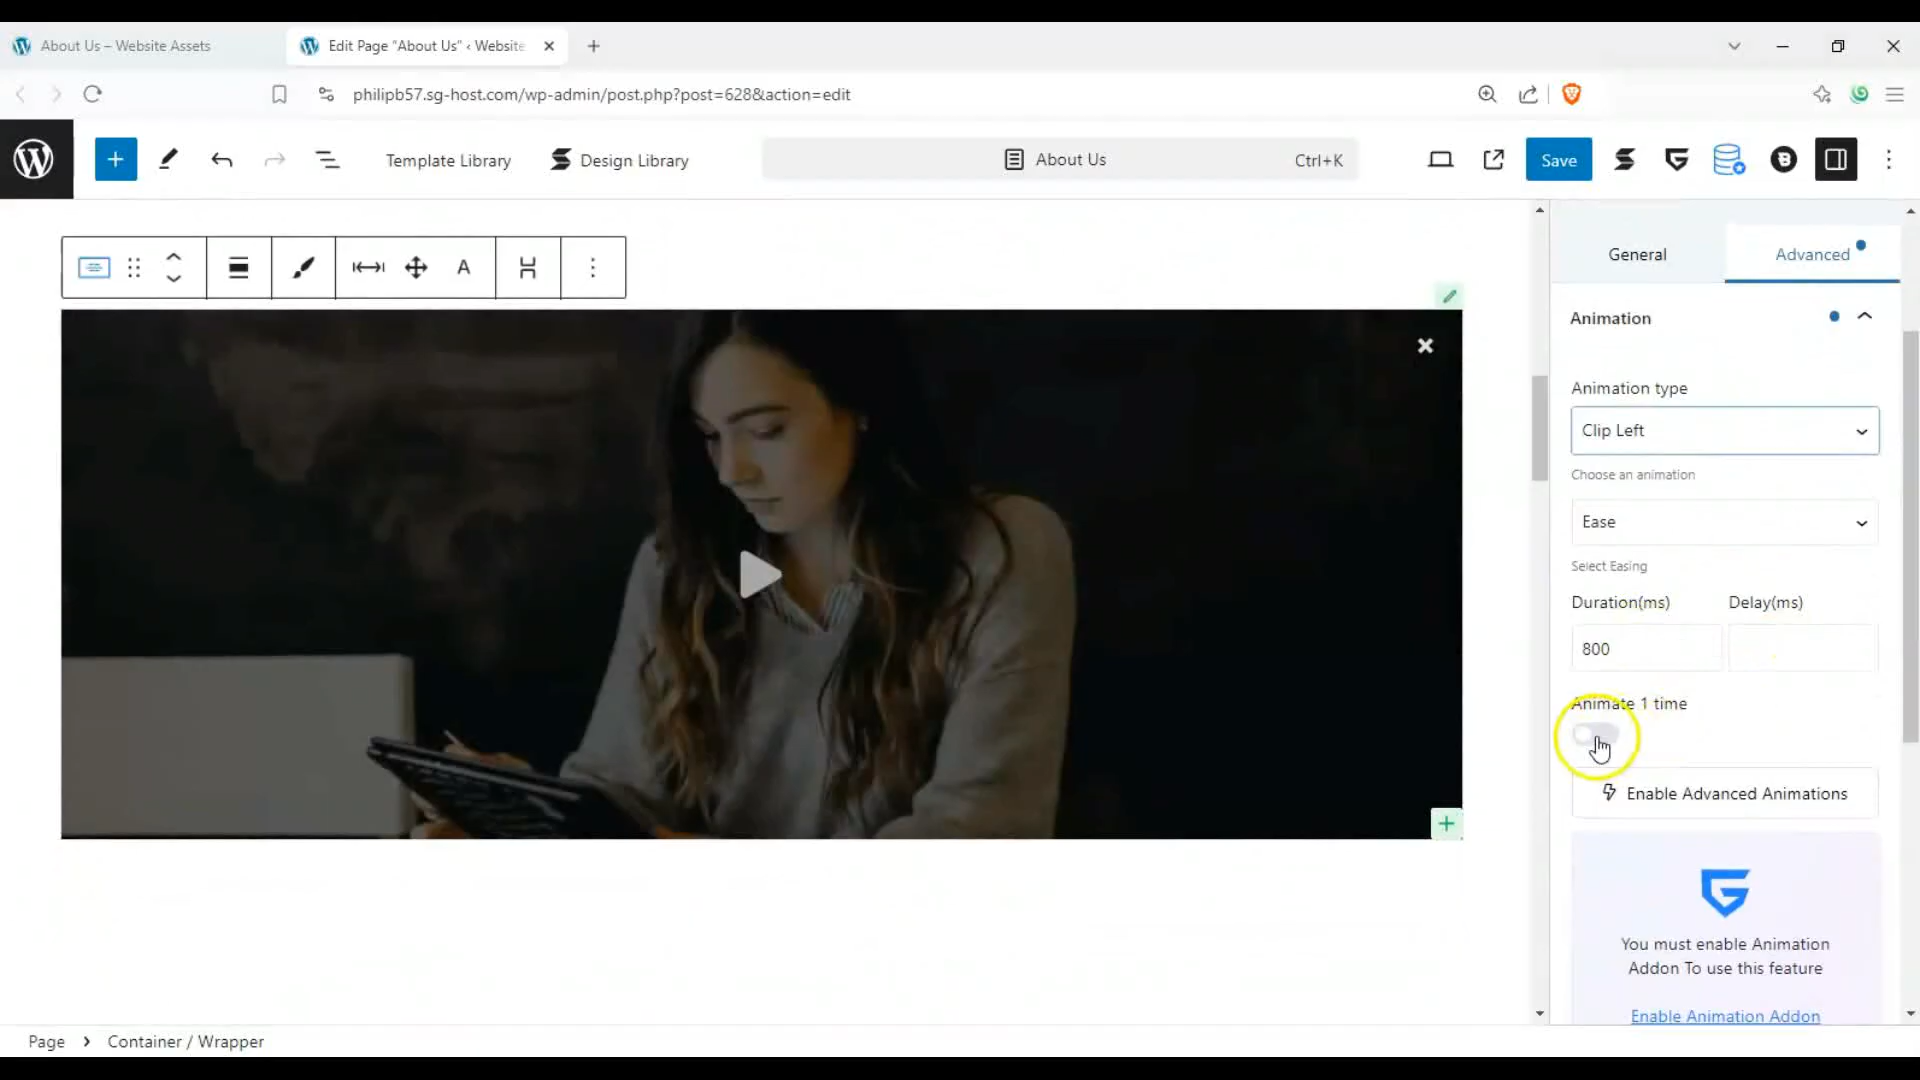 About Us – Website Assets
Edit Page “About Us” ‹ Website
philipb57.sg-host.com/wp-admin/post.php?post=628&action=edit
Template Library
Design Library
About Us
Ctrl+K
Save
General
Advanced
A
Animation
Animation type
Clip Left
Choose an animation
Ease
Select Easing
Duration(ms)
Delay(ms)
800
Animate 1 time
Enable Advanced Animations
You must enable Animation
Addon To use this feature
Enable Animation Addon
Page › Container / Wrapper